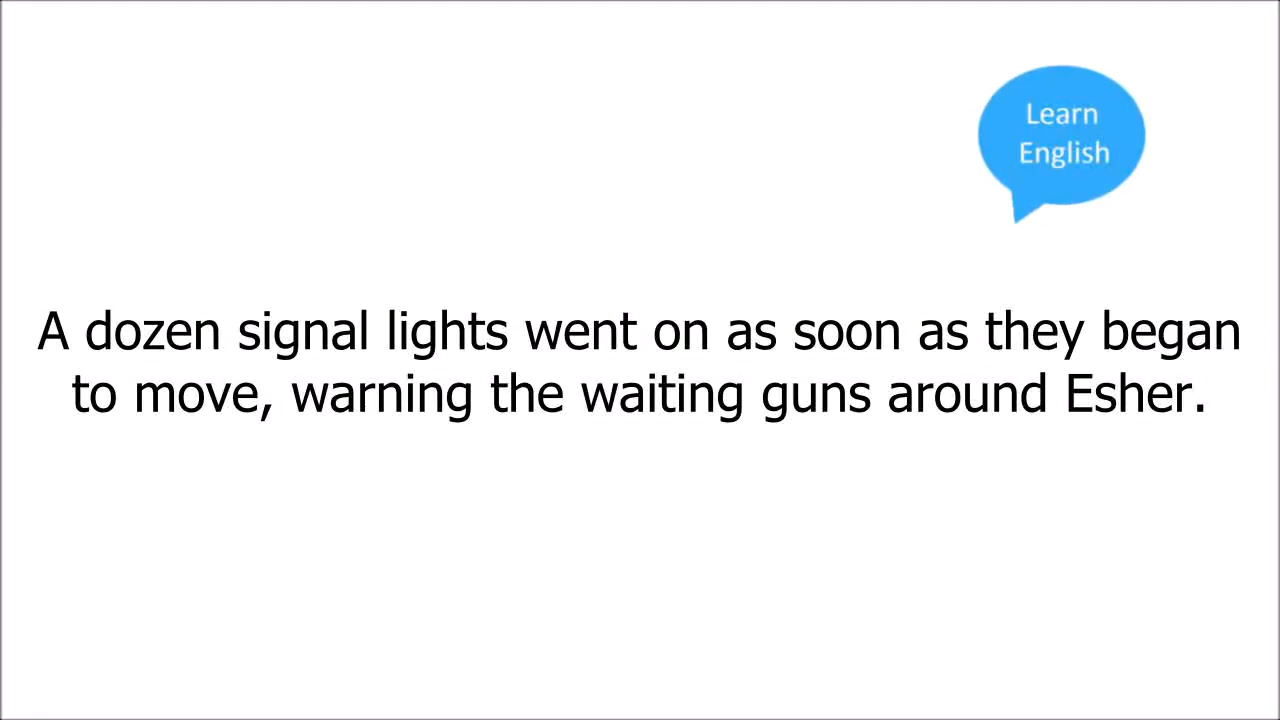 Learn
English
A dozen signal lights went on as soon as they began
to move, warning the waiting guns around Esher.